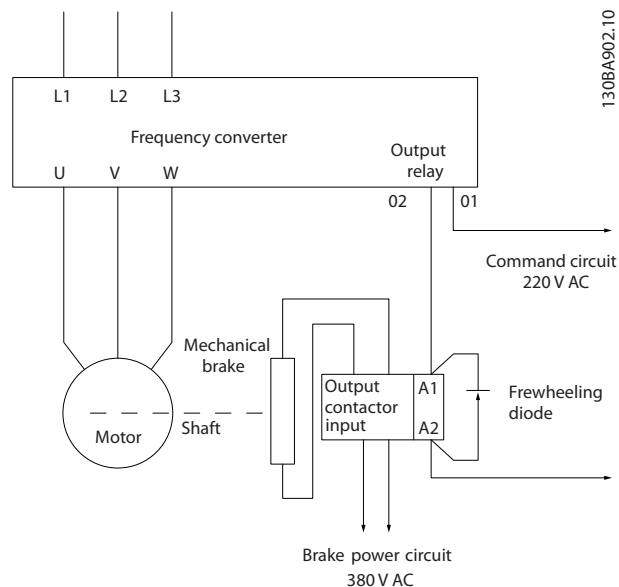 130BA902.10
L1 L2 L3
Frequency converter
Output
relay
U V W
02 01
Command circuit
220 V AC
Mechanical
brake
Output
contactor
input
A1
A2
Frewheeling
diode
Motor
Shaft
Brake power circuit
380 V AC